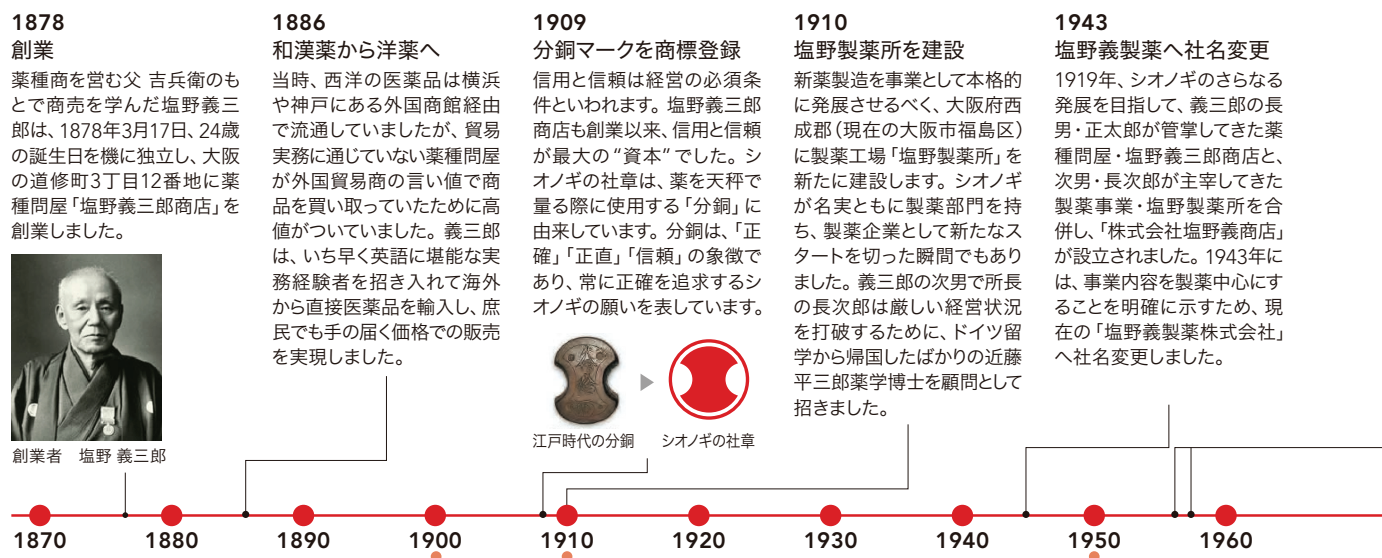 1878
創業
薬種商を営む父 吉兵衛のも
とで商売を学んだ塩野義三
郎は、1878年3月17日、24歳
の誕生日を機に独立し、大阪
の道修町3丁目12番地に薬
種問屋「塩野義三郎商店」を
創業しました。
創業者　塩野 義三郎
1886
和漢薬から洋薬へ
当時、西洋の医薬品は横浜
や神戸にある外国商館経由
で流通していましたが、貿易
実務に通じていない薬種問屋
が外国貿易商の言い値で商
品を買い取っていたために高
値がついていました。義三郎
は、いち早く英語に堪能な実
務経験者を招き入れて海外
から直接医薬品を輸入し、庶
民でも手の届く価格での販売
を実現しました。
1909
分銅マークを商標登録
信用と信頼は経営の必須条
件といわれます。塩野義三郎
商店も創業以来、信用と信頼
が最大の“資本”でした。シ
オノギの社章は、薬を天秤で
量る際に使用する「分銅」に
由来しています。分銅は、「正
確」「正直」「信頼」の象徴で
あり、常に正確を追求するシ
オノギの願いを表しています。
江戸時代の分銅
シオノギの社章
1910
塩野製薬所を建設
新薬製造を事業として本格的
に発展させるべく、大阪府西
成郡（現在の大阪市福島区）
に製薬工場「塩野製薬所」を
新たに建設します。シオノギ
が名実ともに製薬部門を持
ち、製薬企業として新たなス
タートを切った瞬間でもあり
ました。義三郎の次男で所長
の長次郎は厳しい経営状況
を打破するために、ドイツ留
学から帰国したばかりの近藤
平三郎薬学博士を顧問として
招きました。
1943
塩野義製薬へ社名変更
1919年、シオノギのさらなる
発展を目指して、義三郎の長
男・正太郎が管掌してきた薬
種問屋・塩野義三郎商店と、
次男・長次郎が主宰してきた
製薬事業・塩野製薬所を合
併し、「株式会社塩野義商店」
が設立されました。1943年に
は、事業内容を製薬中心にす
ることを明確に示すため、現
在の「塩野義製薬株式会社」
へ社名変更しました。
1870 1880 1890 1900 1910 1920 1930 1940 1950 1960